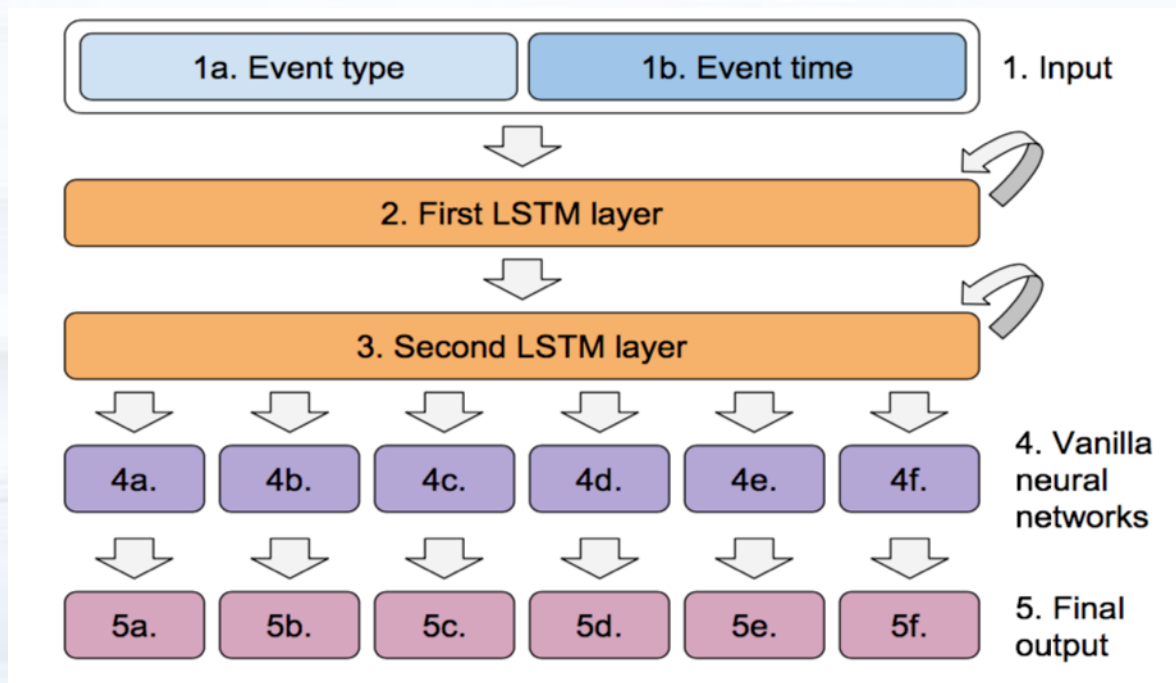 1a. Event type
1b. Event time
1. Input
2. First LSTM layer
3. Second LSTM layer
4a.
4b.
4c.
4d.
4e.
4f.
4. Vanilla
neural
networks
5a.
5b.
5c.
5d.
5e.
5f.
5. Final
output